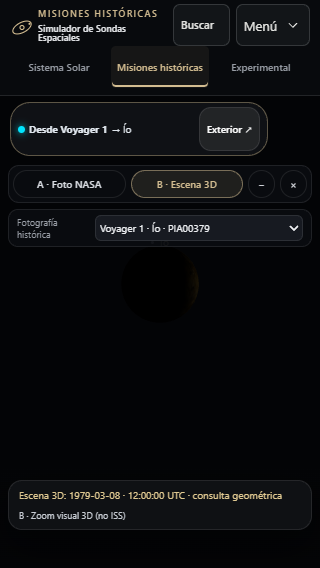 MISIONES HISTÓRICAS
Simulador de Sondas
Espaciales
Buscar
Menú
Sistema Solar
Misiones históricas
Experimental
Desde Voyager 1 → Ío
Exterior ↗
A · Foto NASA
B · Escena 3D
−
×
Fotografía
histórica
Voyager 1 · Ío · PIA00379
Escena 3D: 1979-03-08 · 12:00:00 UTC · consulta geométrica
B · Zoom visual 3D (no ISS)